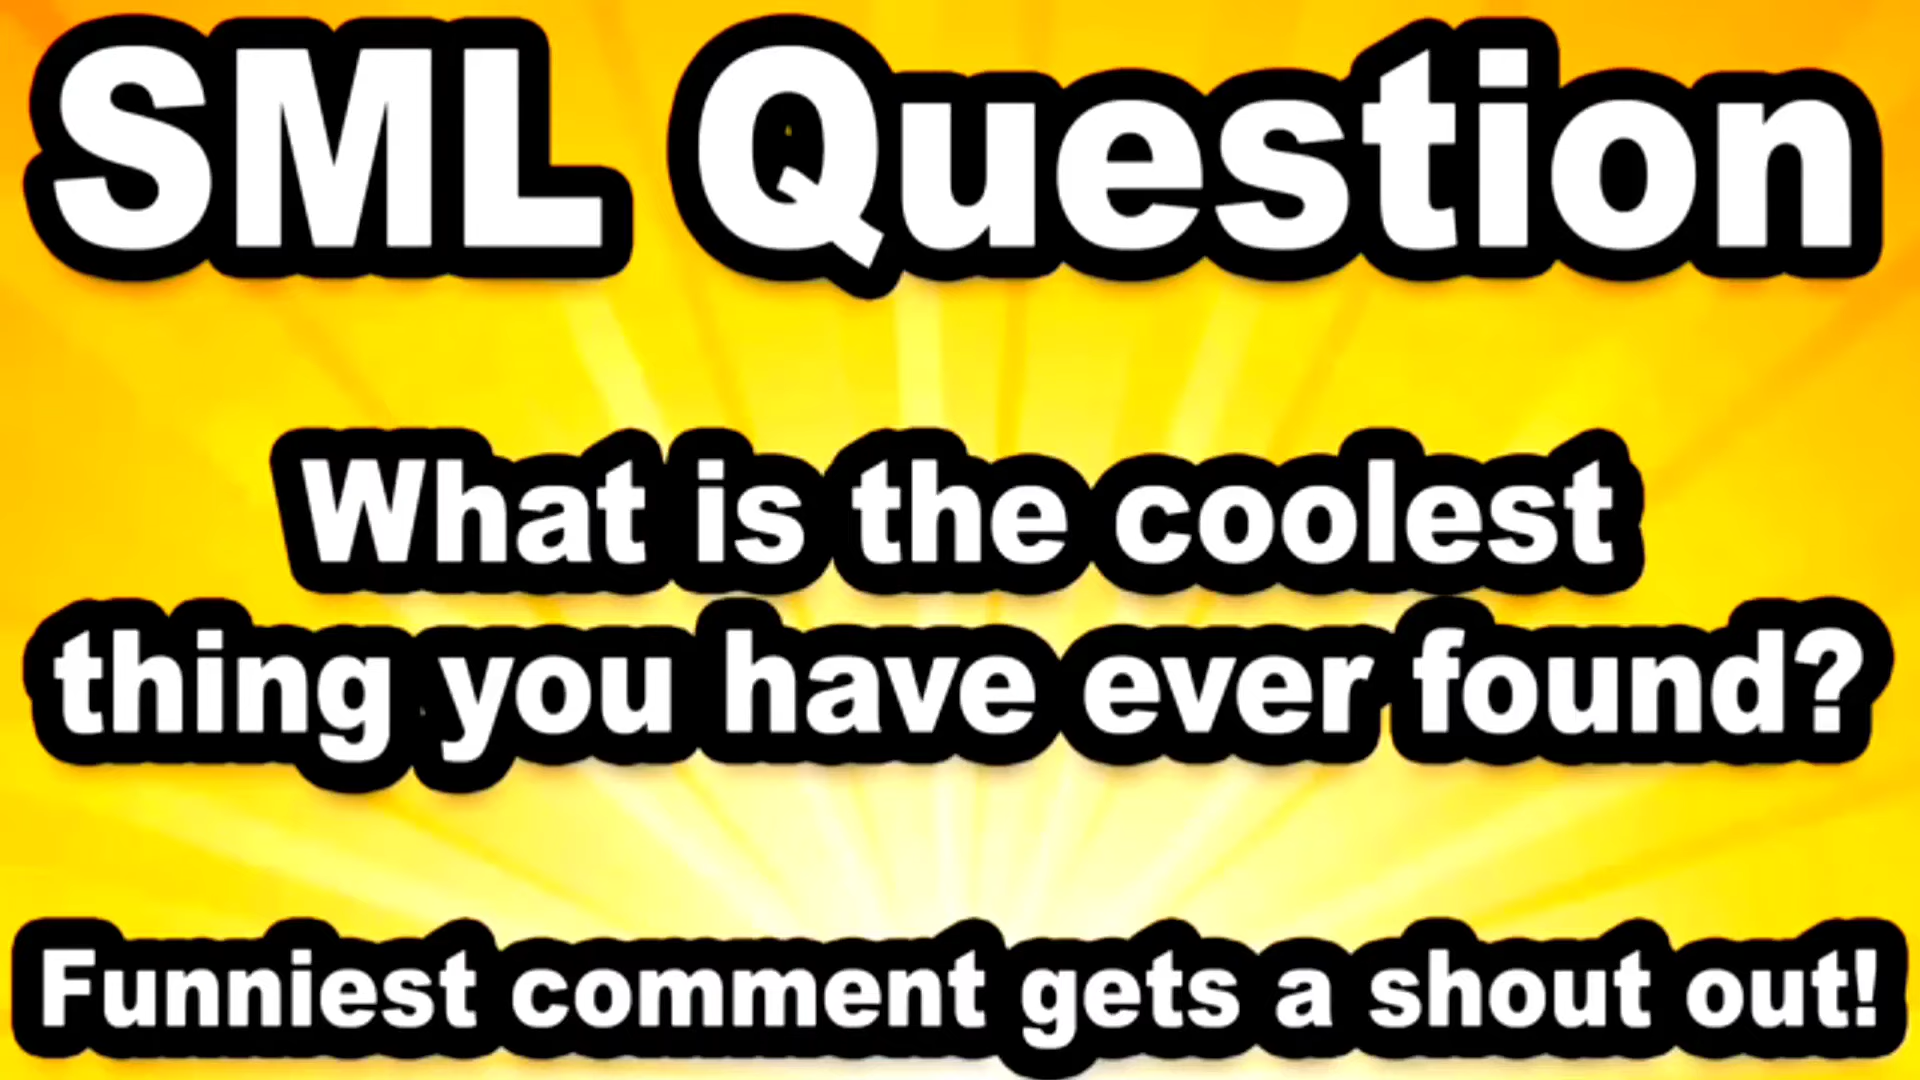 SML Question
What is the coolest
thing you have ever found?
Funniest comment gets a shout out!